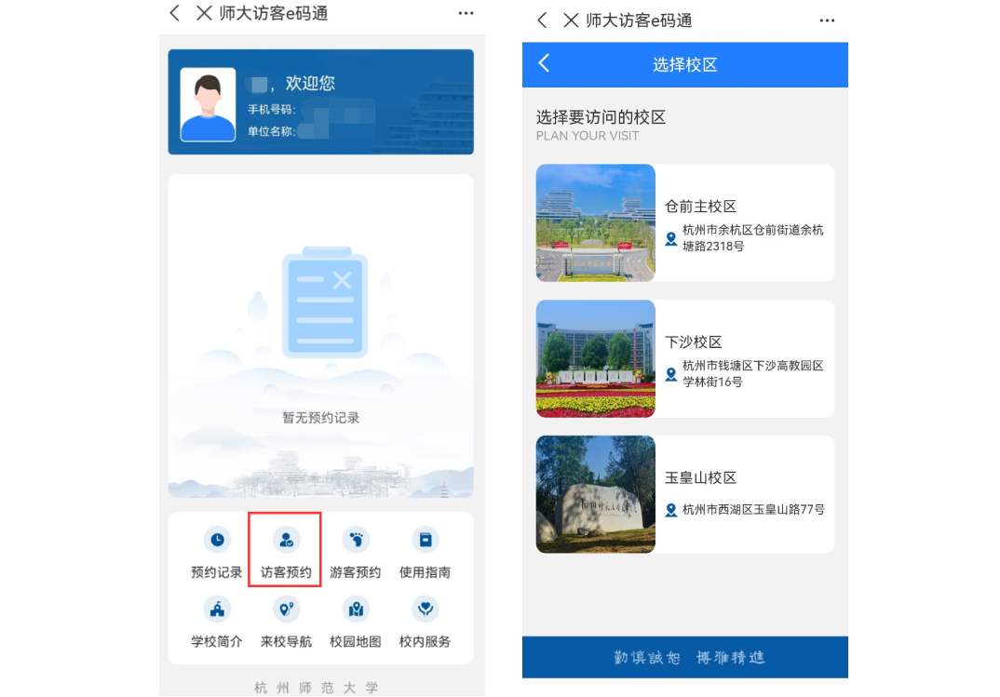 师大访客e码通
，欢迎您
手机号码:
单位名称:
暂无预约记录
预约记录 访客预约 游客预约 使用指南
学校简介 来校导航 校园地图 校内服务
杭州师范大学
师大访客e码通
选择校区
选择要访问的校区
PLAN YOUR VISIT
仓前主校区
杭州市余杭区仓前街道余杭
塘路2318号
下沙校区
杭州市钱塘区下沙高教园区
学林街16号
玉皇山校区
杭州市西湖区玉皇山路77号
勤慎誠恕 博雅精進